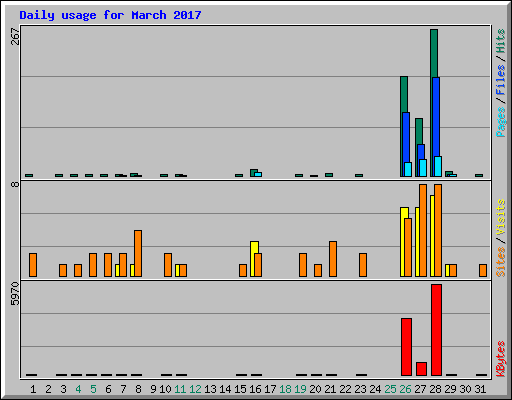 Daily usage for March 2017
267
8
5970
Pages/Files/Hits
Sites/Visits
KBytes
1 2 3 4 5 6 7 8 9 10 11 12 13 14 15 16 17 18 19 20 21 22 23 24 25 26 27 28 29 30 31